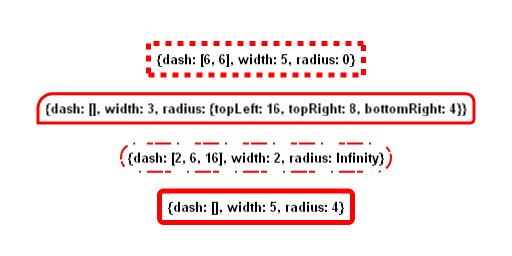 {dash: [6, 6], width: 5, radius: 0}
{dash: [], width: 3, radius: {topLeft: 16, topRight: 8, bottomRight: 4}}
{dash: [2, 6, 16], width: 2, radius: Infinity}
{dash: [], width: 5, radius: 4}